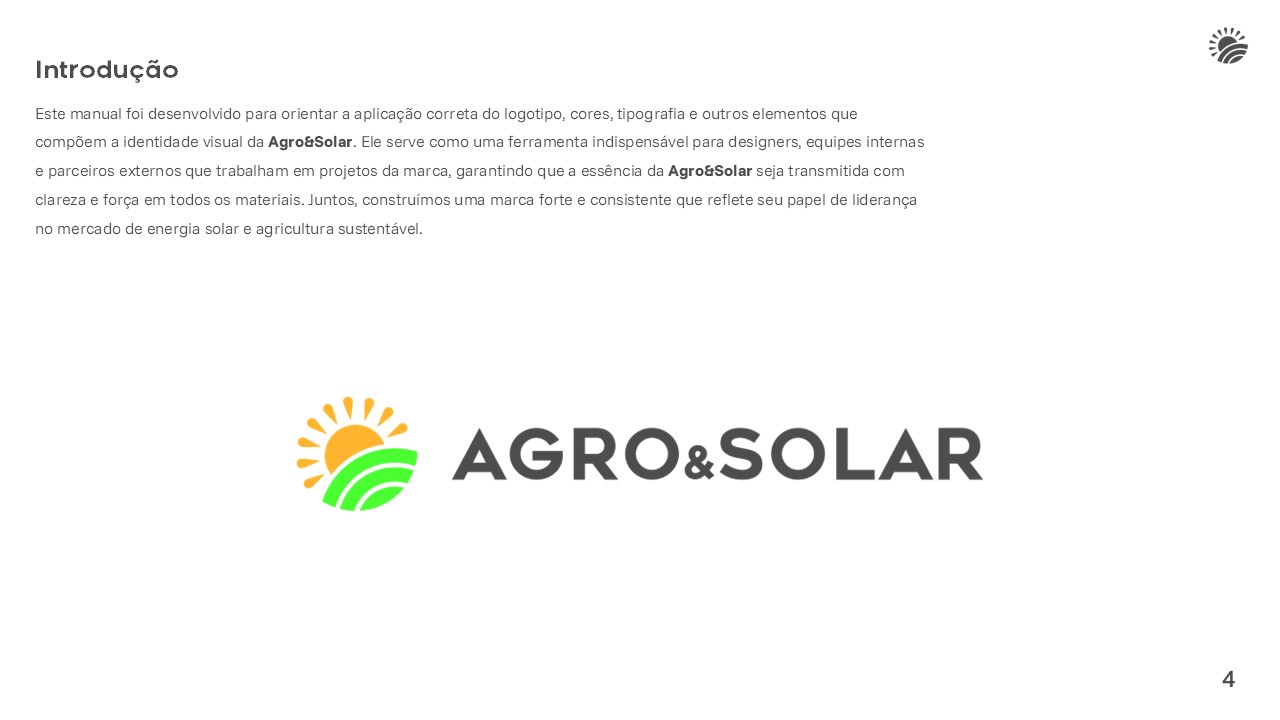 Introdução
Este manual foi desenvolvido para orientar a aplicação correta do logotipo, cores, tipografia e outros elementos que
compõem a identidade visual da Agro&Solar. Ele serve como uma ferramenta indispensável para designers, equipes internas
e parceiros externos que trabalham em projetos da marca, garantindo que a essência da Agro&Solar seja transmitida com
clareza e força em todos os materiais. Juntos, construímos uma marca forte e consistente que reflete seu papel de liderança
no mercado de energia solar e agricultura sustentável.
AGRO&SOLAR
4